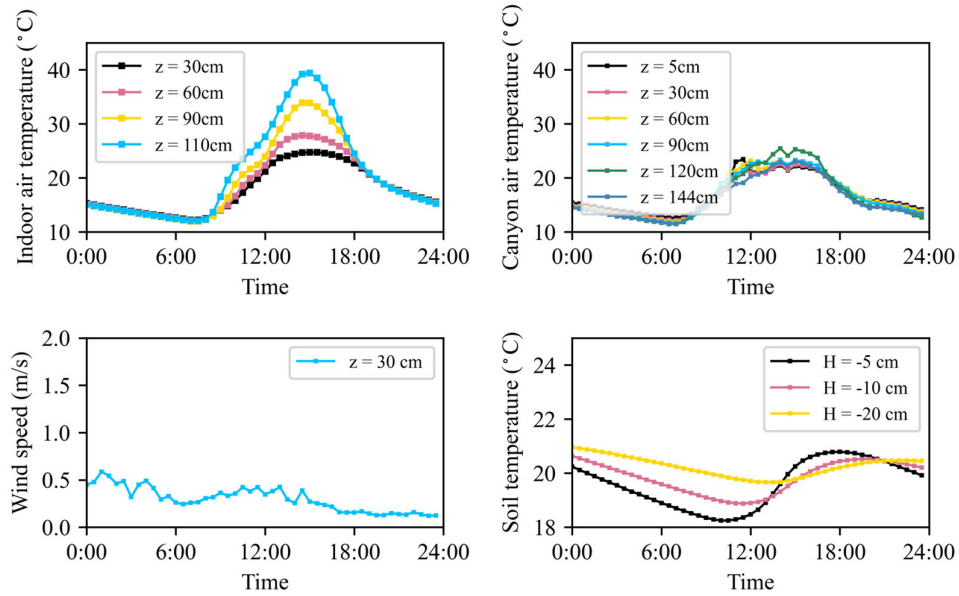 Indoor air temperature (°C)
40
30
20
10
z = 30cm
z = 60cm
z = 90cm
z = 110cm
0:00 6:00 12:00 18:00 24:00
Time
Canyon air temperature (°C)
40
30
20
10
z = 5cm
z = 30cm
z = 60cm
z = 90cm
z = 120cm
z = 144cm
0:00 6:00 12:00 18:00 24:00
Time
Wind speed (m/s)
2.0
1.5
1.0
0.5
0.0
z = 30 cm
0:00 6:00 12:00 18:00 24:00
Time
Soil temperature (°C)
24
22
20
18
H = -5 cm
H = -10 cm
H = -20 cm
0:00 6:00 12:00 18:00 24:00
Time